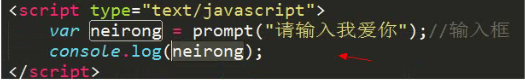 <script type="text/javascript">
var neirong = prompt("请输入我爱你");//输入框
console.log(neirong);
</script>